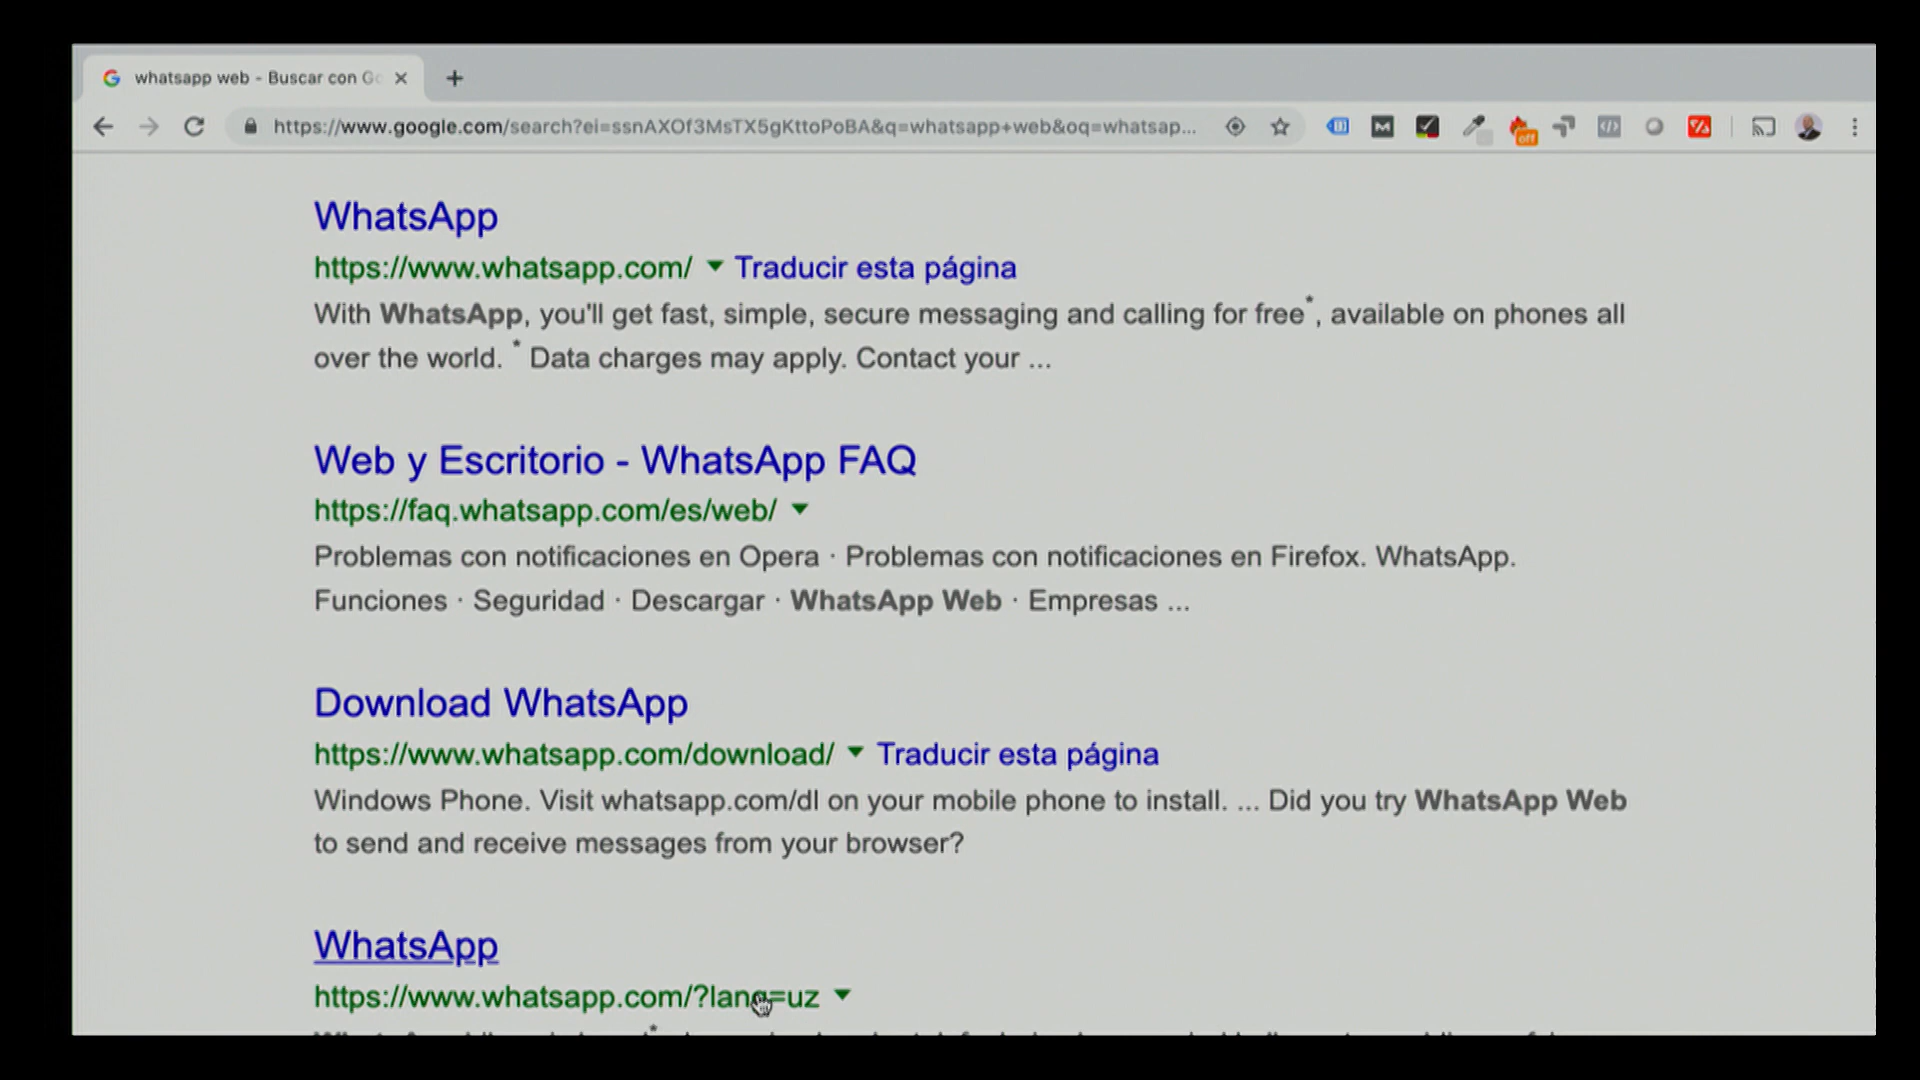 whatsapp web - Buscar con Go
https://www.google.com/search?ei=ssnAXOf3MsTX5gKttoPoBA&q=whatsapp+web&oq=whatsap...
off
WhatsApp
https://www.whatsapp.com/ Traducir esta página
With WhatsApp, you'll get fast, simple, secure messaging and calling for free*, available on phones all
over the world. * Data charges may apply. Contact your ...
Web y Escritorio - WhatsApp FAQ
https://faq.whatsapp.com/es/web/
Problemas con notificaciones en Opera · Problemas con notificaciones en Firefox. WhatsApp.
Funciones · Seguridad · Descargar · WhatsApp Web · Empresas ...
Download WhatsApp
https://www.whatsapp.com/download/ Traducir esta página
Windows Phone. Visit whatsapp.com/dl on your mobile phone to install. ... Did you try WhatsApp Web
to send and receive messages from your browser?
WhatsApp
https://www.whatsapp.com/?lang=uz